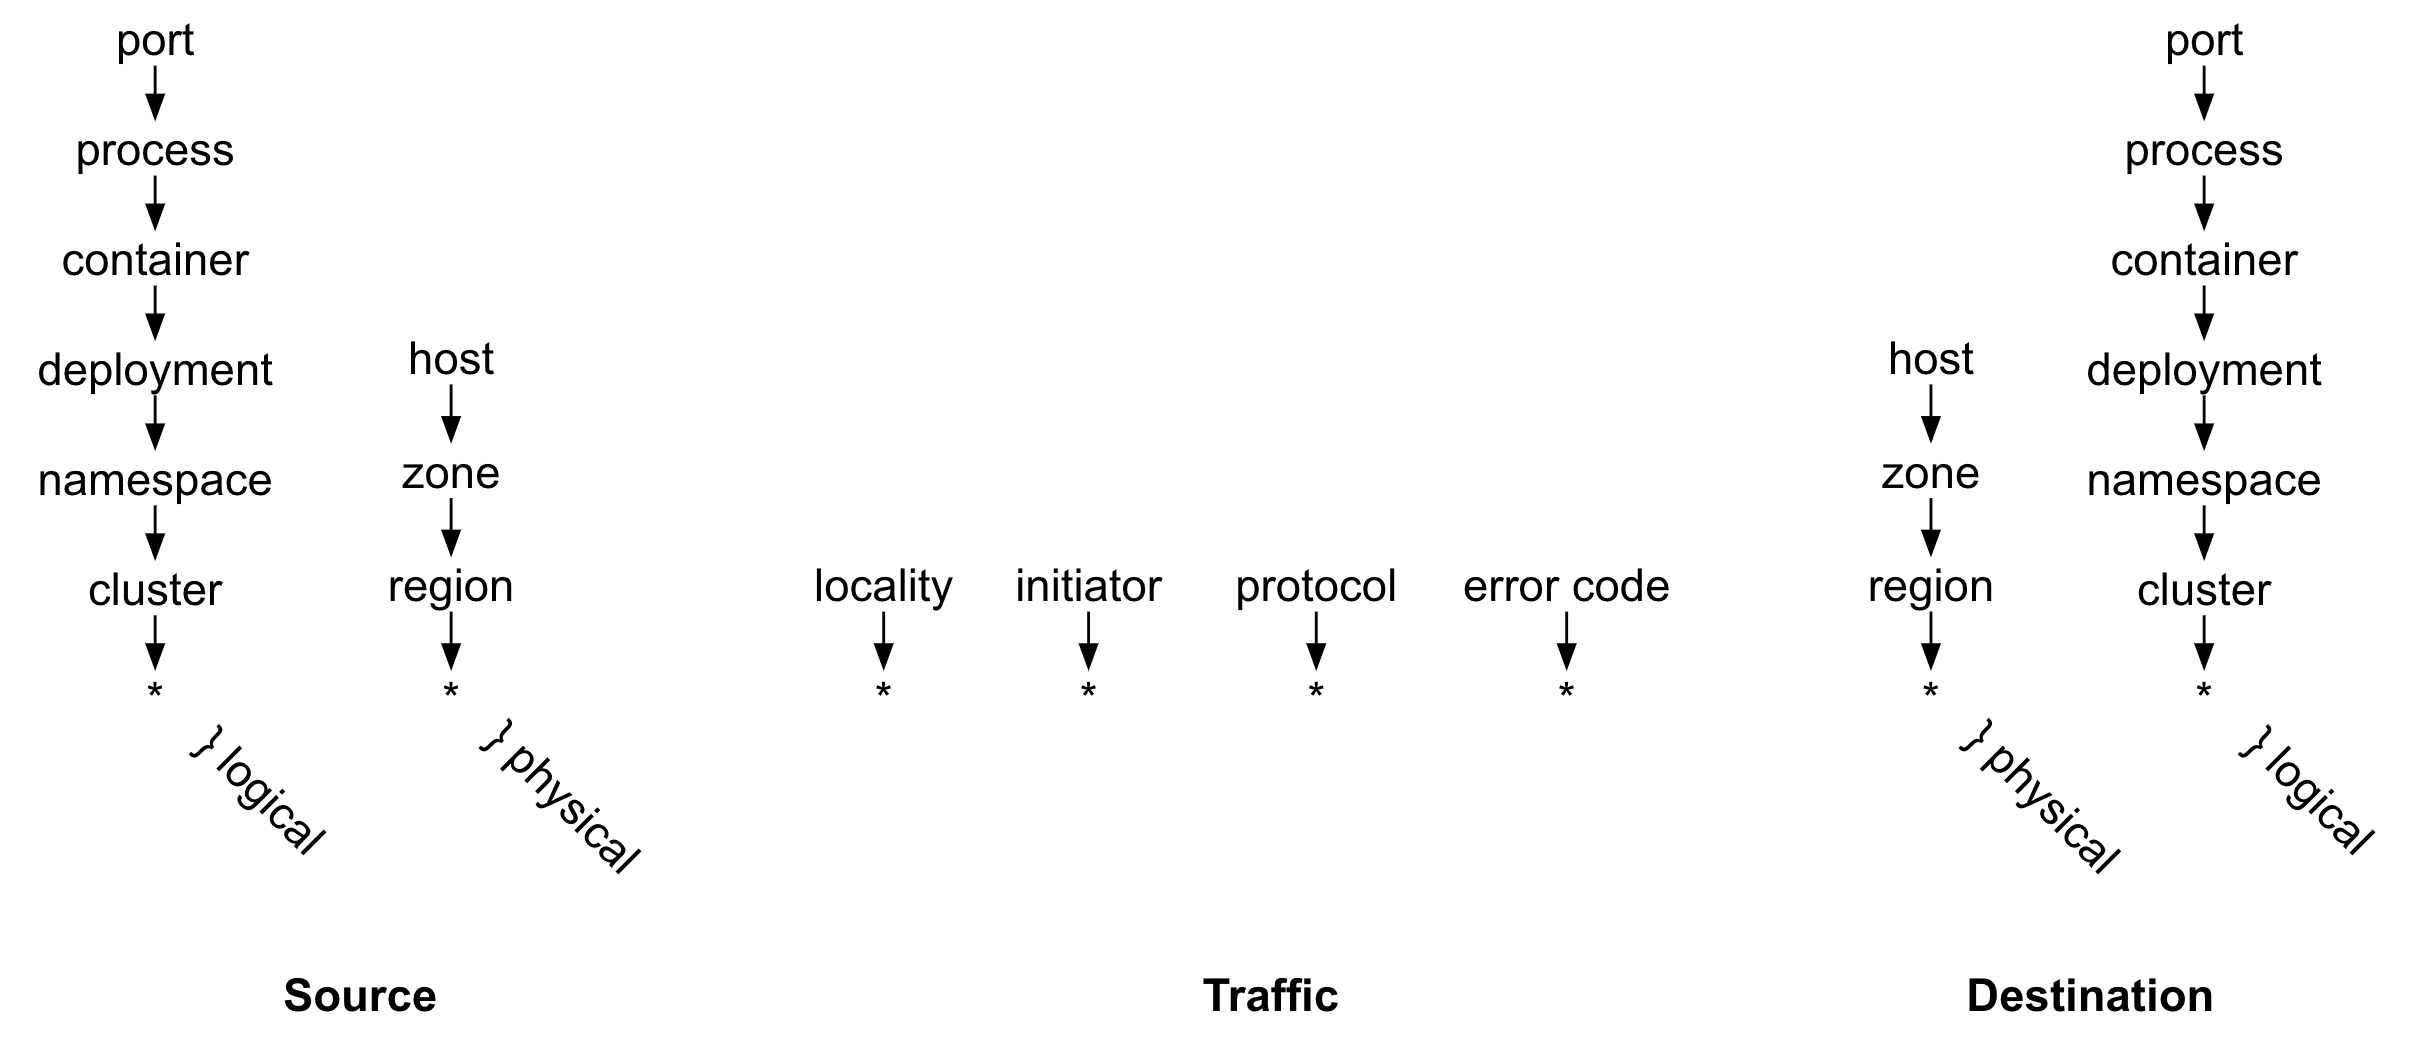 port
process
container
deployment
namespace
cluster
*
} logical
host
zone
region
*
} physical
Source
locality
*
initiator
*
protocol
*
error code
*
Traffic
host
zone
region
*
} physical
port
process
container
deployment
namespace
cluster
*
} logical
Destination